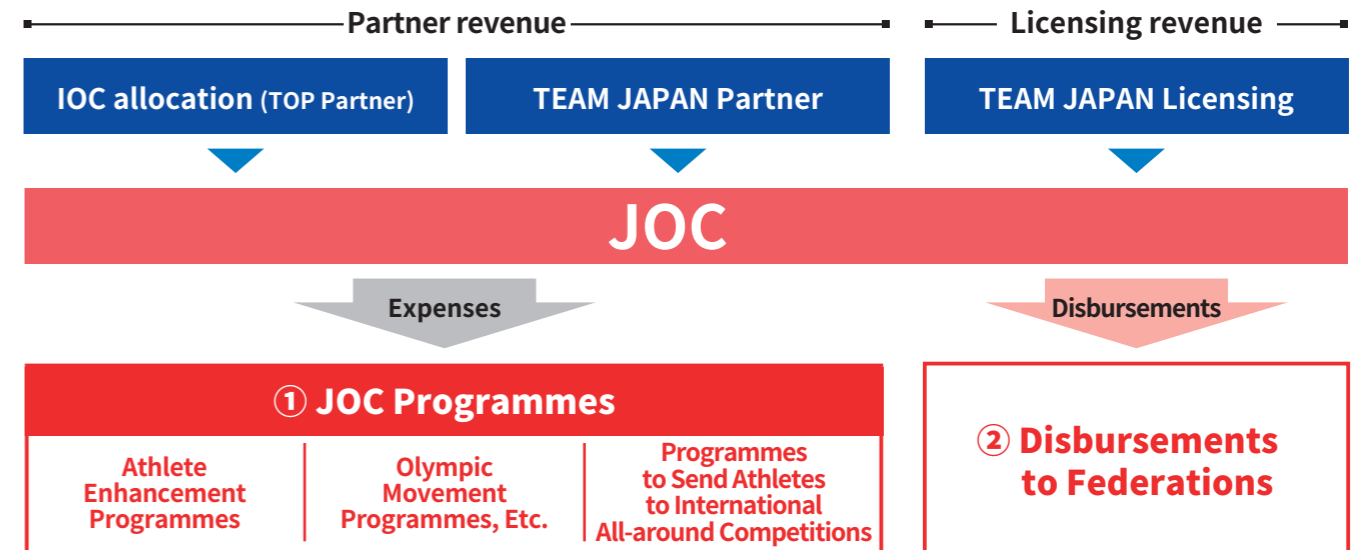 Partner revenue
Licensing revenue
IOC allocation (TOP Partner)
TEAM JAPAN Partner
TEAM JAPAN Licensing
JOC
Expenses
Disbursements
① JOC Programmes
Athlete
Enhancement
Programmes
Olympic
Movement
Programmes, Etc.
Programmes
to Send Athletes
to International
All-around Competitions
② Disbursements
to Federations